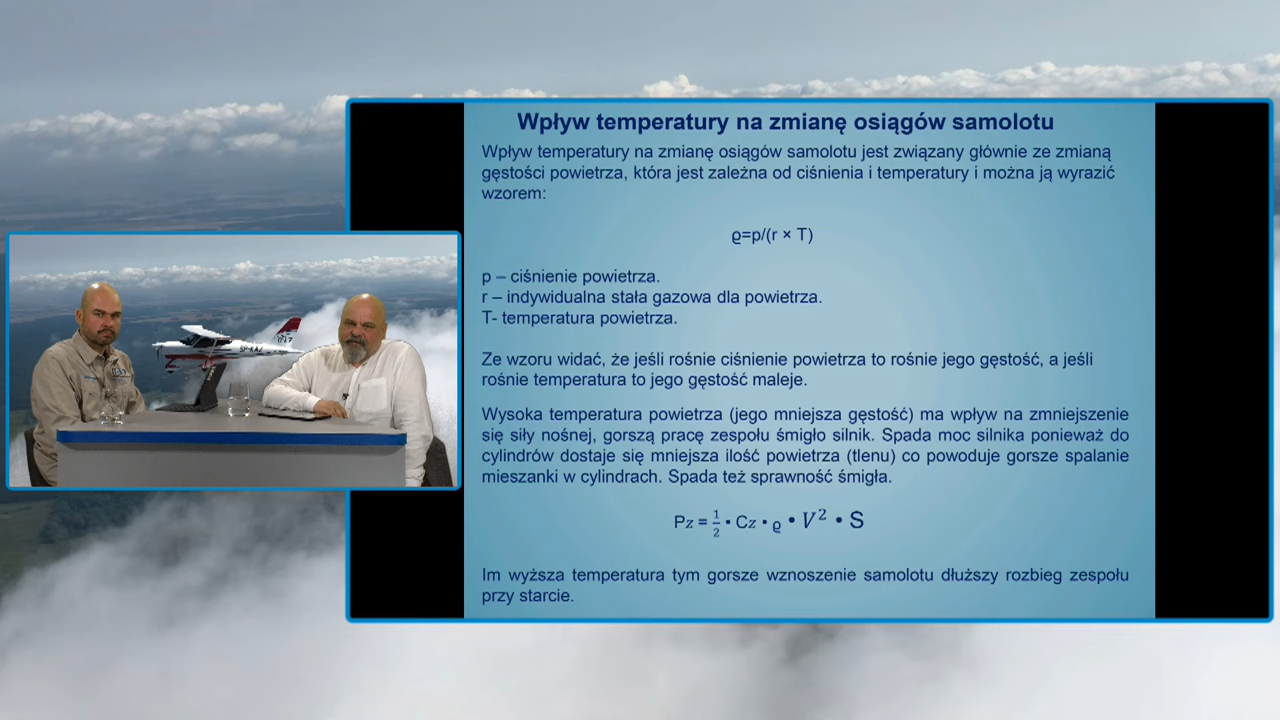 Wpływ temperatury na zmianę osiągów samolotu
Wpływ temperatury na zmianę osiągów samolotu jest związany głównie ze zmianą
gęstości powietrza, która jest zależna od ciśnienia i temperatury i można ją wyrazić
wzorem:
ϱ=p/(r × T)
p – ciśnienie powietrza.
r – indywidualna stała gazowa dla powietrza.
T- temperatura powietrza.
Ze wzoru widać, że jeśli rośnie ciśnienie powietrza to rośnie jego gęstość, a jeśli
rośnie temperatura to jego gęstość maleje.
Wysoka temperatura powietrza (jego mniejsza gęstość) ma wpływ na zmniejszenie
się siły nośnej, gorszą pracę zespołu śmigło silnik. Spada moc silnika ponieważ do
cylindrów dostaje się mniejsza ilość powietrza (tlenu) co powoduje gorsze spalanie
mieszanki w cylindrach. Spada też sprawność śmigła.
Pz = 1/2 • Cz • ϱ • V² • S
Im wyższa temperatura tym gorsze wznoszenie samolotu dłuższy rozbieg zespołu
przy starcie.
SP-KAZ